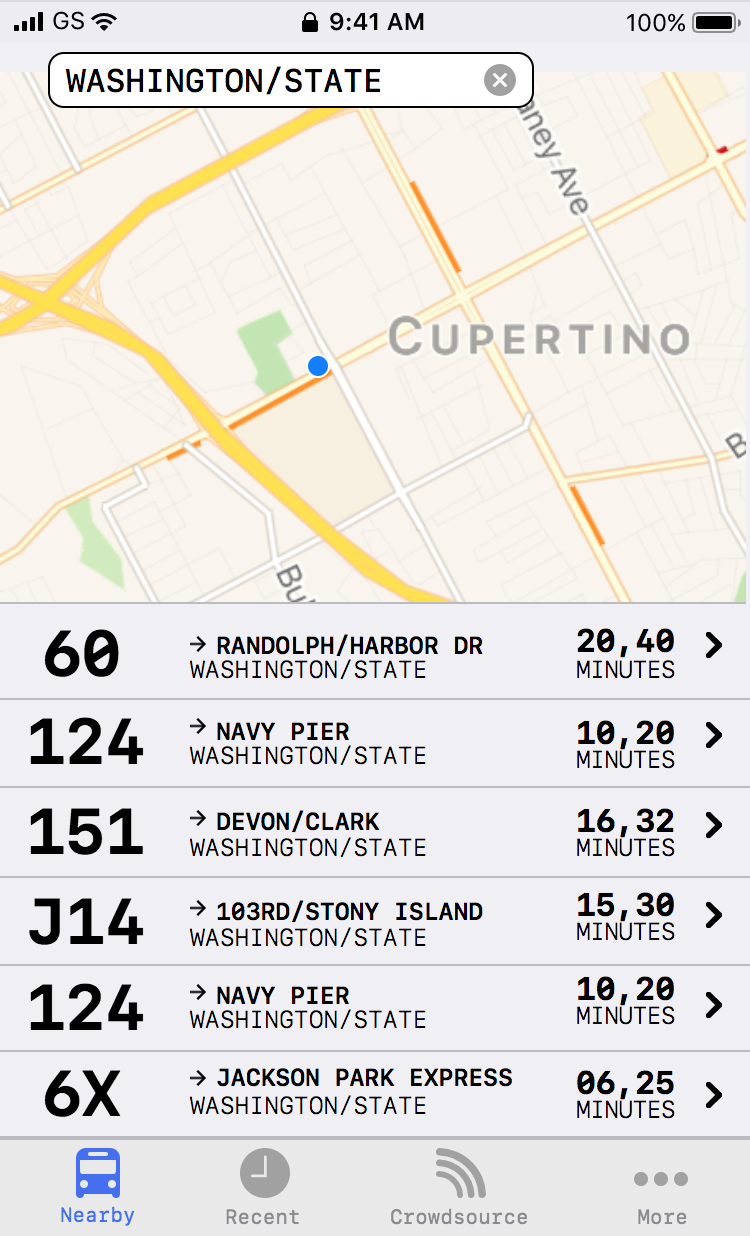 GS 9:41 AM 100%
WASHINGTON/STATE
aney Ave
CUPERTINO
B
Bu
60 → RANDOLPH/HARBOR DR 20,40
WASHINGTON/STATE MINUTES
124 → NAVY PIER 10,20
WASHINGTON/STATE MINUTES
151 → DEVON/CLARK 16,32
WASHINGTON/STATE MINUTES
J14 → 103RD/STONY ISLAND 15,30
WASHINGTON/STATE MINUTES
124 → NAVY PIER 10,20
WASHINGTON/STATE MINUTES
6X → JACKSON PARK EXPRESS 06,25
WASHINGTON/STATE MINUTES
Nearby Recent Crowdsource More